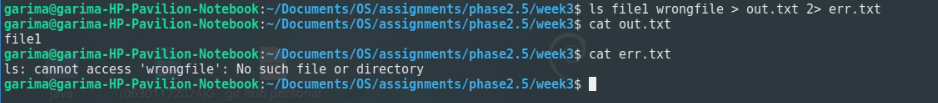 garima@garima-HP-Pavilion-Notebook:~/Documents/OS/assignments/phase2.5/week3$ ls file1 wrongfile > out.txt 2> err.txt
garima@garima-HP-Pavilion-Notebook:~/Documents/OS/assignments/phase2.5/week3$ cat out.txt
file1
garima@garima-HP-Pavilion-Notebook:~/Documents/OS/assignments/phase2.5/week3$ cat err.txt
ls: cannot access 'wrongfile': No such file or directory
garima@garima-HP-Pavilion-Notebook:~/Documents/OS/assignments/phase2.5/week3$